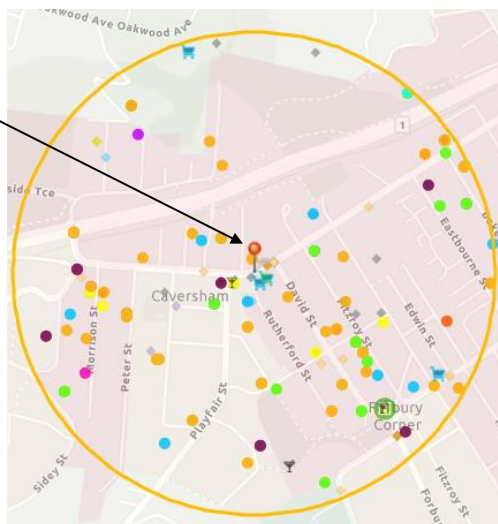 Oakwood Ave Oakwood Ave
1
side Tce
Eastbourne St
Caversham
David St
Fitzroy St
Edwin St
Rutherford St
Morrison St
Peter St
Playfair St
Corner
Sidey St
Fitzroy St